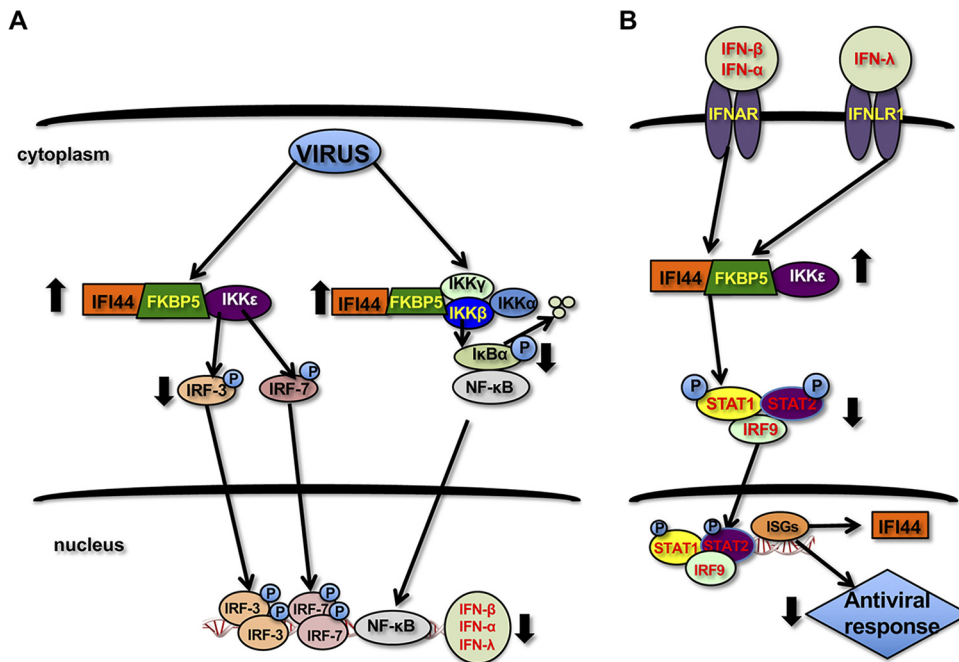 A
cytoplasm
VIRUS
IFI44
FKBP5
IKKε
IFI44
FKBP5
IKKγ
IKKβ
IKKα
IκBα
P
NF-κB
IRF-3
P
IRF-7
P
nucleus
IRF-3
P
IRF-3
P
IRF-7
P
IRF-7
P
NF-κB
IFN-β
IFN-α
IFN-λ
B
IFN-β
IFN-α
IFNAR
IFN-λ
IFNLR1
IFI44
FKBP5
IKKε
P
STAT1
STAT2
P
IRF9
P
STAT1
P
STAT2
IRF9
ISGs
IFI44
Antiviral
response